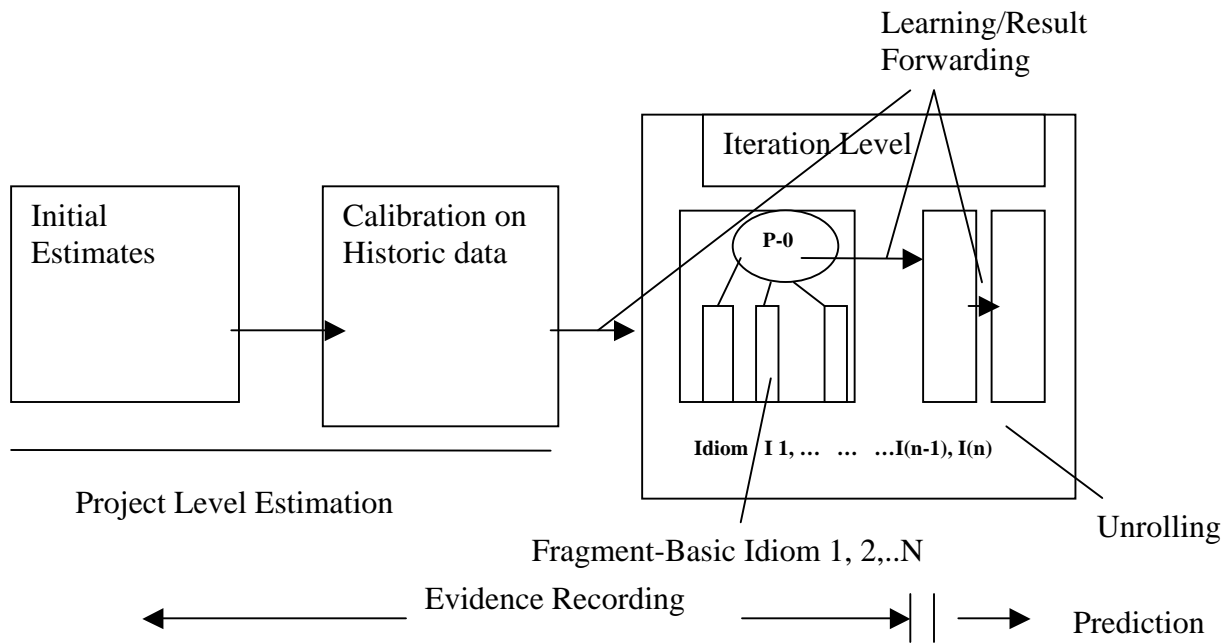 Learning/Result
Forwarding
Iteration Level
Initial
Estimates
Calibration on
Historic data
P-0
Idiom I 1, … … …I(n-1), I(n)
Project Level Estimation
Unrolling
Fragment-Basic Idiom 1, 2,..N
Evidence Recording
Prediction